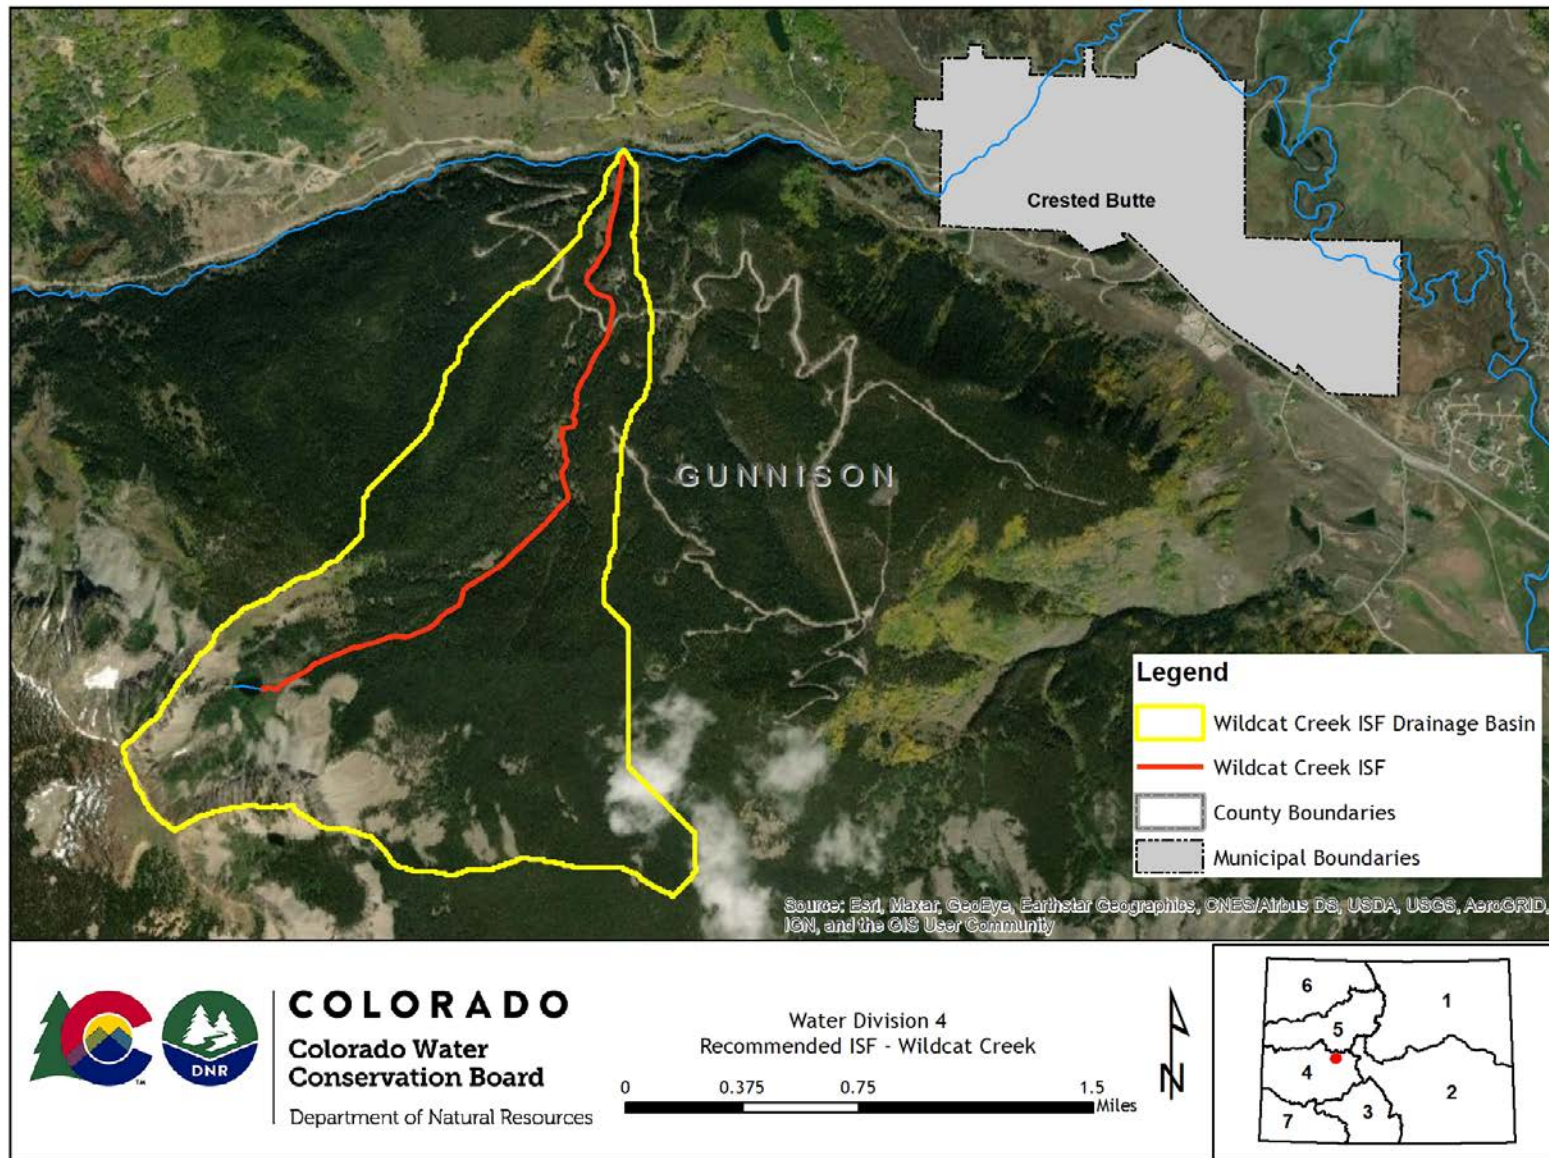 Crested Butte
GUNNISON
Legend
Wildcat Creek ISF Drainage Basin
Wildcat Creek ISF
County Boundaries
Municipal Boundaries
Source: Esri, Maxar, GeoEye, Earthstar Geographics, CNES/Airbus DS, USDA, USGS, AeroGRID,
IGN, and the GIS User Community
TM
DNR
COLORADO
Colorado Water
Conservation Board
Department of Natural Resources
Water Division 4
Recommended ISF - Wildcat Creek
0 0.375 0.75 1.5
Miles
N
6
1
5
4
2
3
7